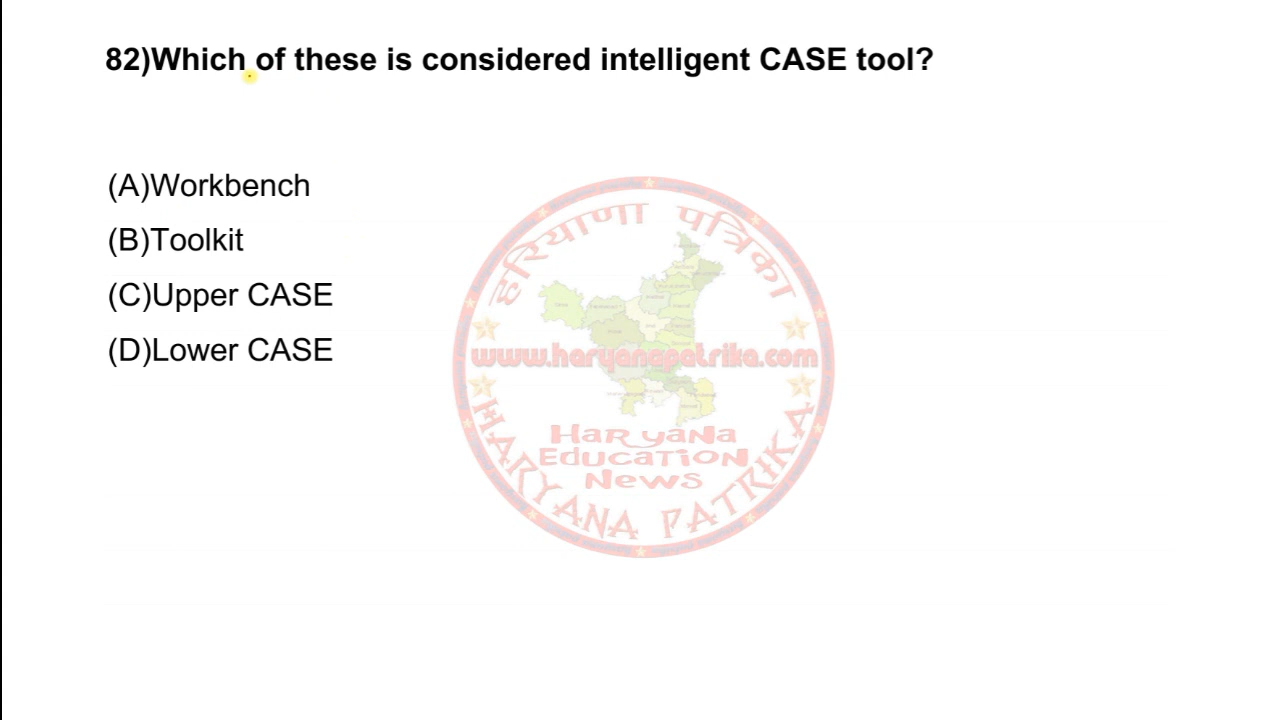 82)Which of these is considered intelligent CASE tool?
(A)Workbench
(B)Toolkit
(C)Upper CASE
(D)Lower CASE
हरियाणा पत्रिका
www.haryanapatrika.com
Haryana
Education
News
HARYANA PATRIKA